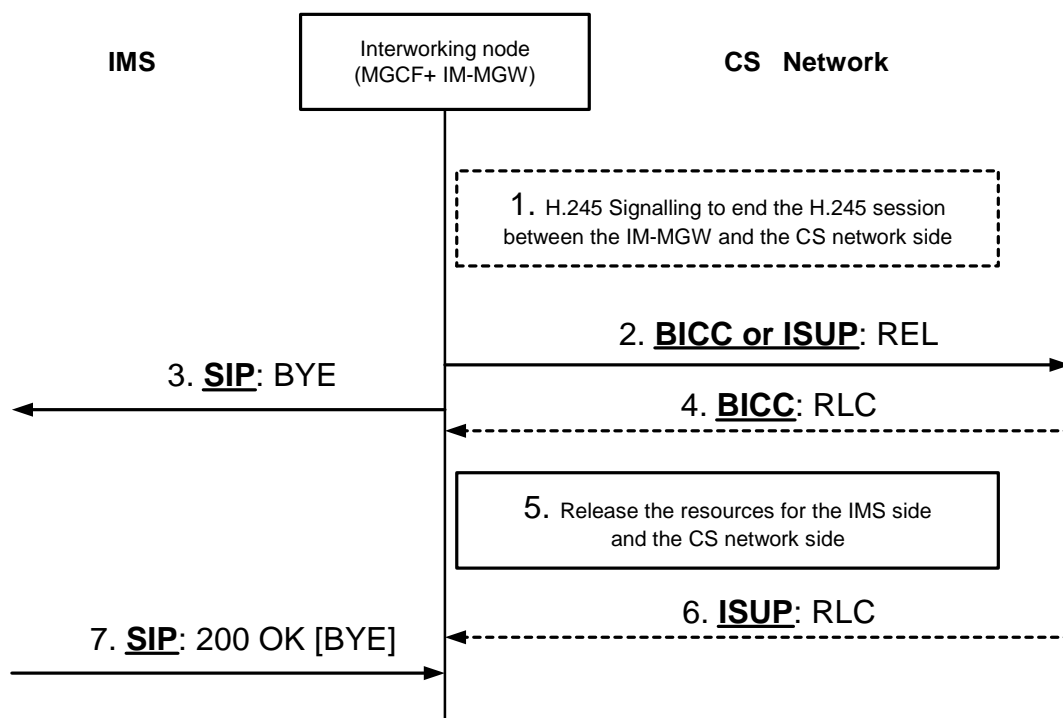 IMS
Interworking node
(MGCF+ IM-MGW)
CS Network
1. H.245 Signalling to end the H.245 session
between the IM-MGW and the CS network side
2. BICC or ISUP: REL
3. SIP: BYE
4. BICC: RLC
5. Release the resources for the IMS side
and the CS network side
6. ISUP: RLC
7. SIP: 200 OK [BYE]